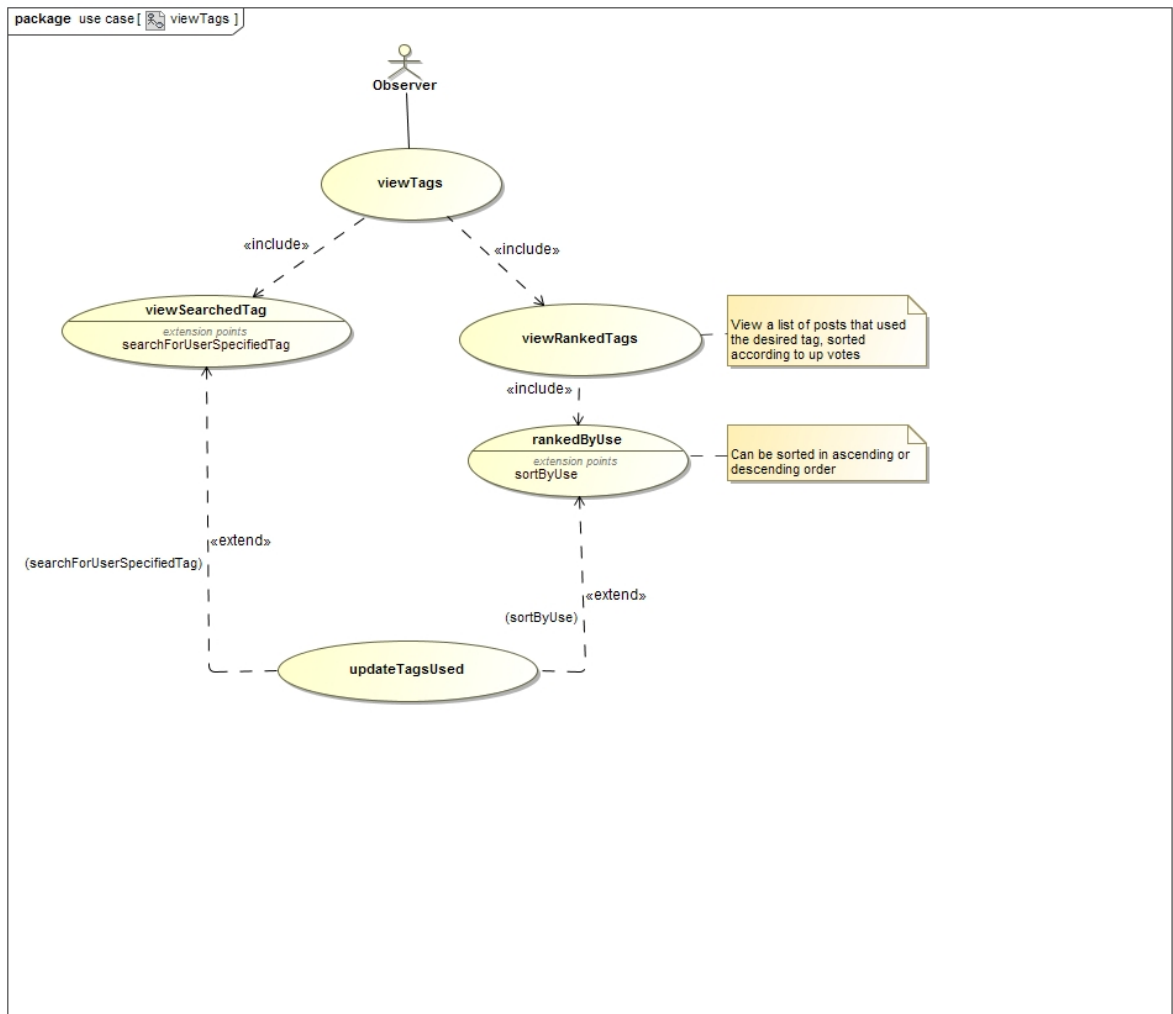 package use case [ viewTags ]
Observer
viewTags
«include»
«include»
viewSearchedTag
extension points
searchForUserSpecifiedTag
viewRankedTags
View a list of posts that used
the desired tag, sorted
according to up votes
«include»
rankedByUse
extension points
sortByUse
Can be sorted in ascending or
descending order
«extend»
(searchForUserSpecifiedTag)
«extend»
(sortByUse)
updateTagsUsed